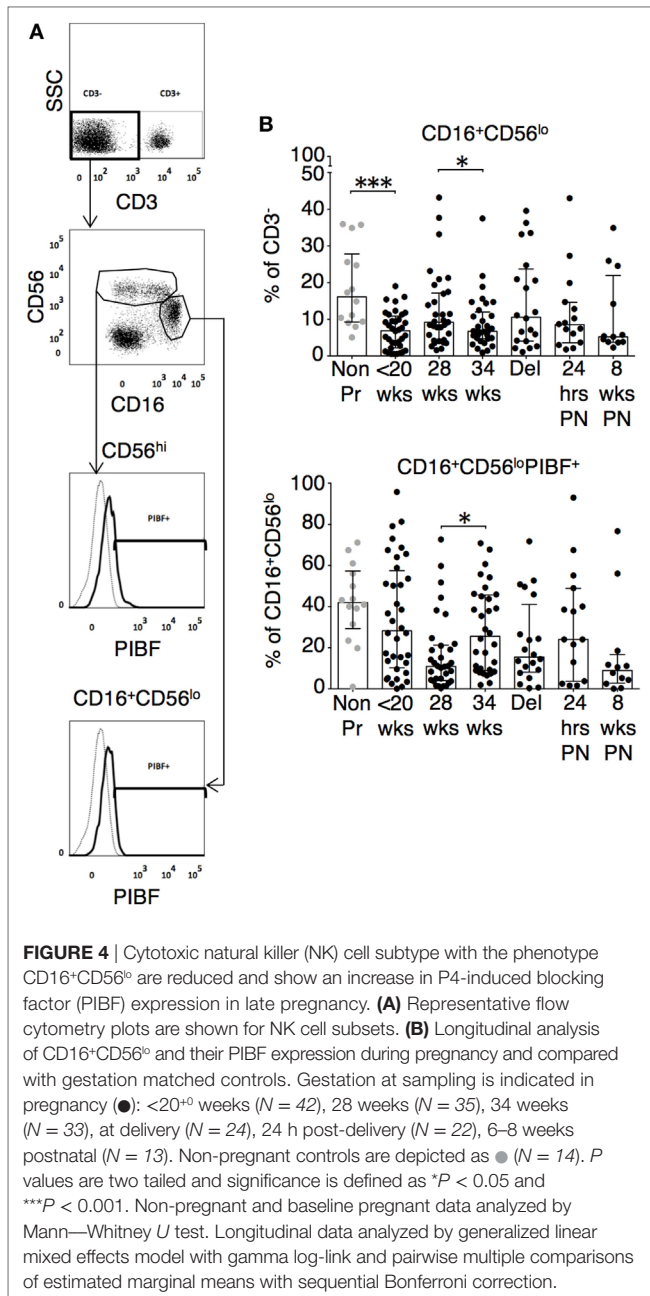 A
SSC
CD3-
CD3+
0 10² 10³ 10⁴ 10⁵
CD3
CD56
10⁵
10⁴
10³
10²
0
0 10³ 10⁴ 10⁵
CD16
CD56ʰⁱ
PIBF+
0
0 10³ 10⁴ 10⁵
PIBF
CD16⁺CD56ˡᵒ
PIBF+
0
0 10³ 10⁴ 10⁵
PIBF
B
CD16⁺CD56ˡᵒ
% of CD3⁻
100
50
40
30
20
10
0
***
*
Non <20 28 34 Del 24 8
Pr wks wks wks hrs wks
PN PN
CD16⁺CD56ˡᵒPIBF⁺
% of CD16⁺CD56ˡᵒ
100
80
60
40
20
0
*
Non <20 28 34 Del 24 8
Pr wks wks wks hrs wks
PN PN
FIGURE 4 | Cytotoxic natural killer (NK) cell subtype with the phenotype
CD16⁺CD56ˡᵒ are reduced and show an increase in P4-induced blocking
factor (PIBF) expression in late pregnancy. (A) Representative flow
cytometry plots are shown for NK cell subsets. (B) Longitudinal analysis
of CD16⁺CD56ˡᵒ and their PIBF expression during pregnancy and compared
with gestation matched controls. Gestation at sampling is indicated in
pregnancy (●): <20⁺⁰ weeks (N = 42), 28 weeks (N = 35), 34 weeks
(N = 33), at delivery (N = 24), 24 h post-delivery (N = 22), 6–8 weeks
postnatal (N = 13). Non-pregnant controls are depicted as ● (N = 14). P
values are two tailed and significance is defined as *P < 0.05 and
***P < 0.001. Non-pregnant and baseline pregnant data analyzed by
Mann—Whitney U test. Longitudinal data analyzed by generalized linear
mixed effects model with gamma log-link and pairwise multiple comparisons
of estimated marginal means with sequential Bonferroni correction.